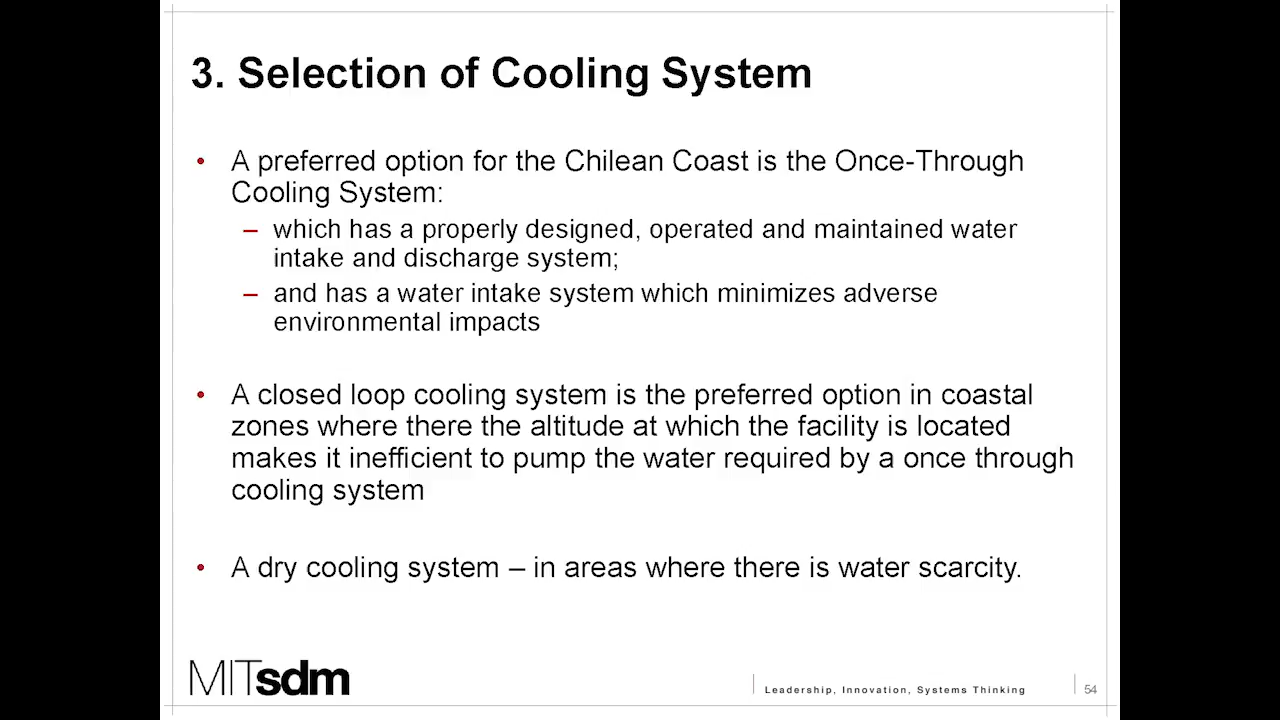 3. Selection of Cooling System
• A preferred option for the Chilean Coast is the Once-Through
Cooling System:
– which has a properly designed, operated and maintained water
intake and discharge system;
– and has a water intake system which minimizes adverse
environmental impacts
• A closed loop cooling system is the preferred option in coastal
zones where there the altitude at which the facility is located
makes it inefficient to pump the water required by a once through
cooling system
• A dry cooling system – in areas where there is water scarcity.
MITsdm
Leadership, Innovation, Systems Thinking
54